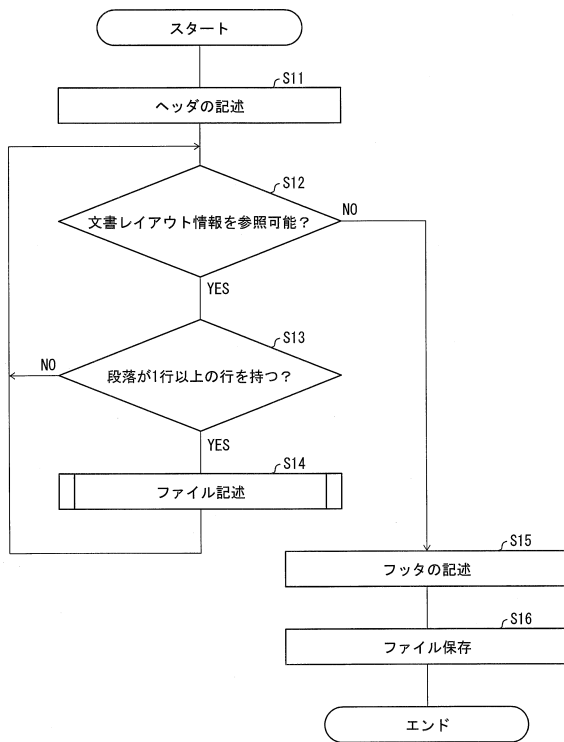 スタート
S11
ヘッダの記述
S12
文書レイアウト情報を参照可能？
NO
YES
S13
段落が1行以上の行を持つ？
NO
YES
S14
ファイル記述
S15
フッタの記述
S16
ファイル保存
エンド